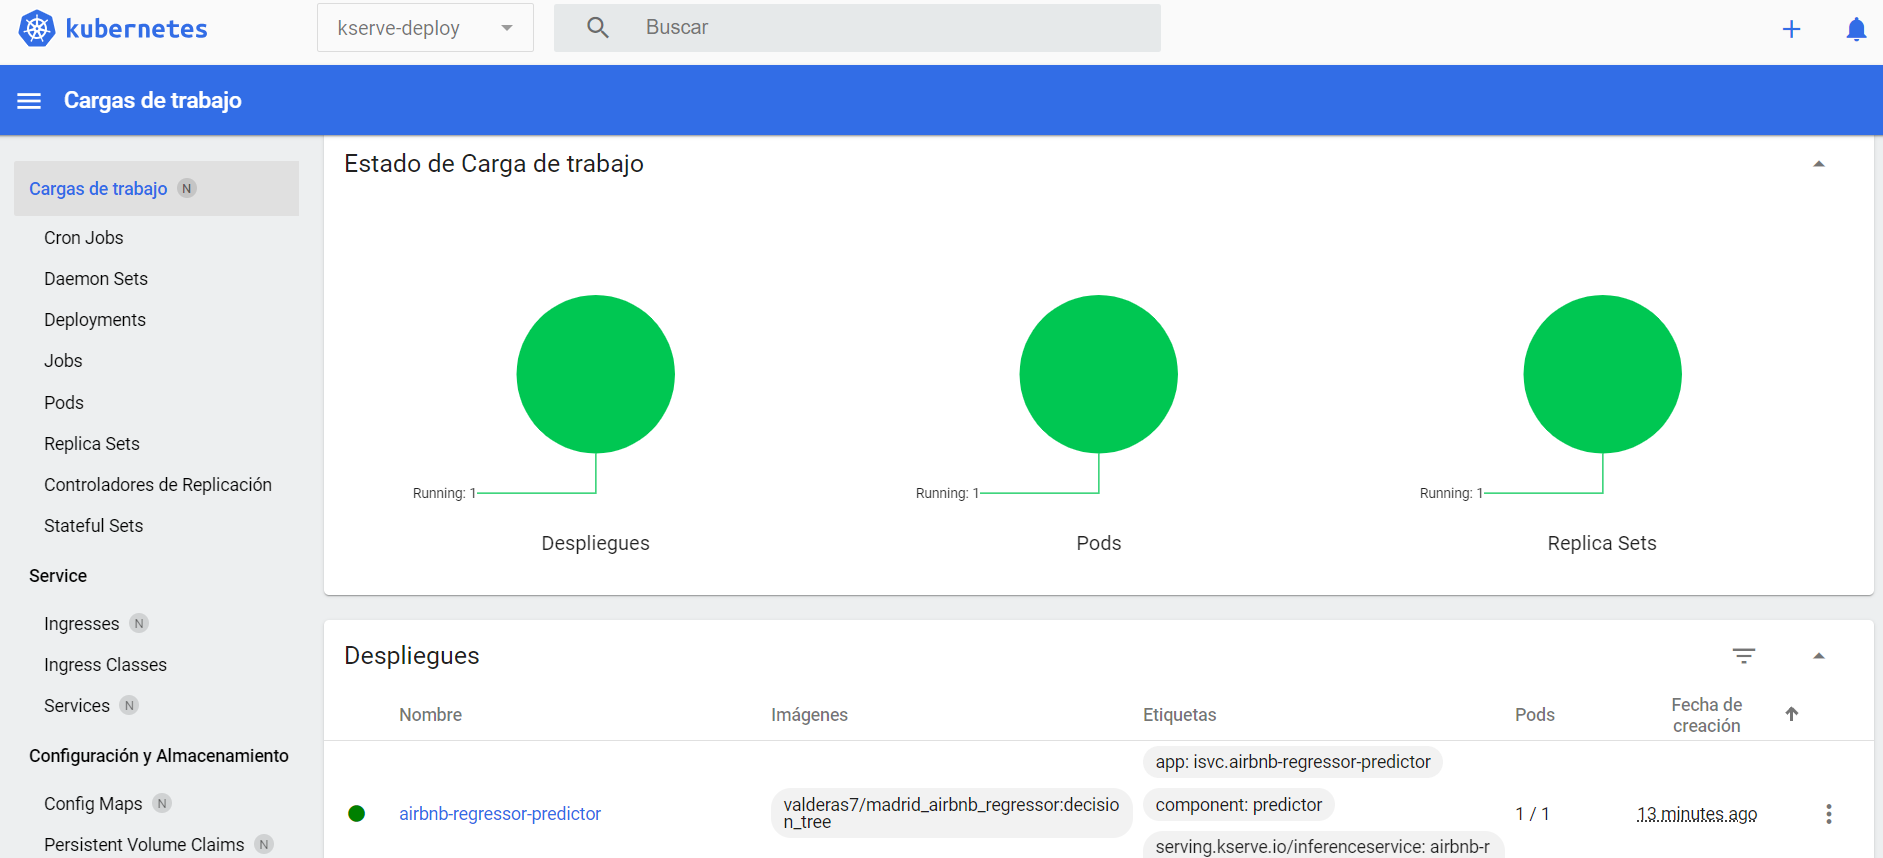 kubernetes
kserve-deploy
Buscar
Cargas de trabajo
Cargas de trabajo N
Cron Jobs
Daemon Sets
Deployments
Jobs
Pods
Replica Sets
Controladores de Replicación
Stateful Sets
Service
Ingresses N
Ingress Classes
Services N
Configuración y Almacenamiento
Config Maps N
Persistent Volume Claims N
Estado de Carga de trabajo
Running: 1
Despliegues
Running: 1
Pods
Running: 1
Replica Sets
Despliegues
Nombre
Imágenes
Etiquetas
Pods
Fecha de
creación
airbnb-regressor-predictor
valderas7/madrid_airbnb_regressor:decisio
n_tree
app: isvc.airbnb-regressor-predictor
component: predictor
serving.kserve.io/inferenceservice: airbnb-r
1 / 1
13 minutes ago